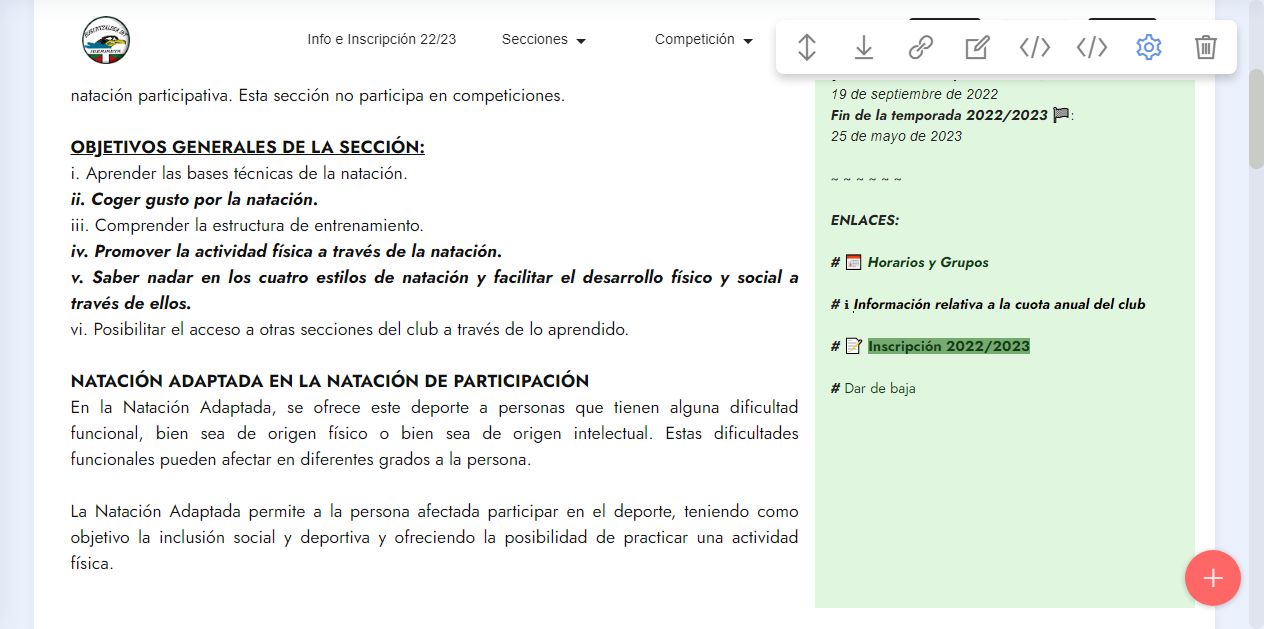 Info e Inscripción 22/23
Secciones
Competición
natación participativa. Esta sección no participa en competiciones.
OBJETIVOS GENERALES DE LA SECCIÓN:
i. Aprender las bases técnicas de la natación.
ii. Coger gusto por la natación.
iii. Comprender la estructura de entrenamiento.
iv. Promover la actividad física a través de la natación.
v. Saber nadar en los cuatro estilos de natación y facilitar el desarrollo físico y social a
través de ellos.
vi. Posibilitar el acceso a otras secciones del club a través de lo aprendido.
NATACIÓN ADAPTADA EN LA NATACIÓN DE PARTICIPACIÓN
En la Natación Adaptada, se ofrece este deporte a personas que tienen alguna dificultad
funcional, bien sea de origen físico o bien sea de origen intelectual. Estas dificultades
funcionales pueden afectar en diferentes grados a la persona.
La Natación Adaptada permite a la persona afectada participar en el deporte, teniendo como
objetivo la inclusión social y deportiva y ofreciendo la posibilidad de practicar una actividad
física.
19 de septiembre de 2022
Fin de la temporada 2022/2023 🏁:
25 de mayo de 2023
~ ~ ~ ~ ~ ~
ENLACES:
# 📅 Horarios y Grupos
# ℹ Información relativa a la cuota anual del club
# 📝 Inscripción 2022/2023
# Dar de baja